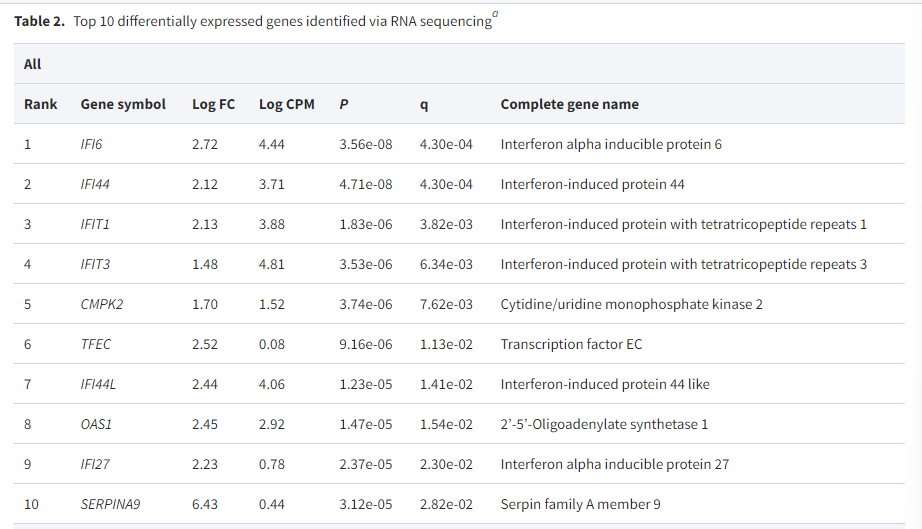 Table 2. Top 10 differentially expressed genes identified via RNA sequencing a
All
Rank Gene symbol Log FC Log CPM P q Complete gene name
1 IFI6 2.72 4.44 3.56e-08 4.30e-04 Interferon alpha inducible protein 6
2 IFI44 2.12 3.71 4.71e-08 4.30e-04 Interferon-induced protein 44
3 IFIT1 2.13 3.88 1.83e-06 3.82e-03 Interferon-induced protein with tetratricopeptide repeats 1
4 IFIT3 1.48 4.81 3.53e-06 6.34e-03 Interferon-induced protein with tetratricopeptide repeats 3
5 CMPK2 1.70 1.52 3.74e-06 7.62e-03 Cytidine/uridine monophosphate kinase 2
6 TFEC 2.52 0.08 9.16e-06 1.13e-02 Transcription factor EC
7 IFI44L 2.44 4.06 1.23e-05 1.41e-02 Interferon-induced protein 44 like
8 OAS1 2.45 2.92 1.47e-05 1.54e-02 2’-5’-Oligoadenylate synthetase 1
9 IFI27 2.23 0.78 2.37e-05 2.30e-02 Interferon alpha inducible protein 27
10 SERPINA9 6.43 0.44 3.12e-05 2.82e-02 Serpin family A member 9